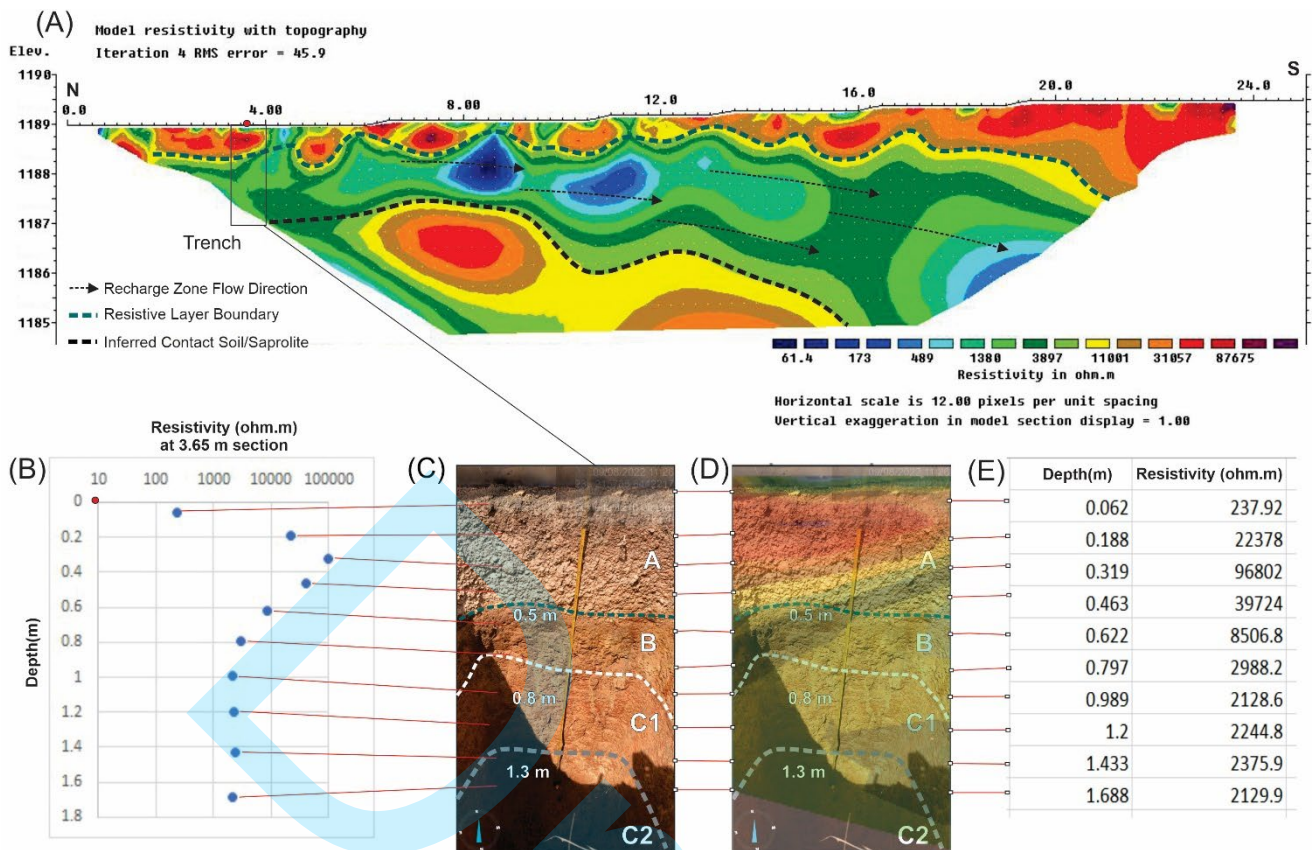 (A) Model resistivity with topography
Iteration 4 RMS error = 45.9
Elev.
1190
1189
1188
1187
1186
1185
N
S
0.0 4.00 8.00 12.0 16.0 20.0 24.0
Trench
Recharge Zone Flow Direction
Resistive Layer Boundary
Inferred Contact Soil/Saprolite
61.4 173 489 1380 3897 11001 31057 87675
Resistivity in ohm.m
Horizontal scale is 12.00 pixels per unit spacing
Vertical exaggeration in model section display = 1.00
(B)
Resistivity (ohm.m)
at 3.65 m section
10 100 1000 10000 100000
Depth(m)
0
0.2
0.4
0.6
0.8
1
1.2
1.4
1.6
1.8
(C)
A
0.5 m
B
0.8 m
C1
1.3 m
C2
(D)
A
0.5 m
B
0.8 m
C1
1.3 m
C2
(E)
Depth(m) Resistivity (ohm.m)
0.062 237.92
0.188 22378
0.319 96802
0.463 39724
0.622 8506.8
0.797 2988.2
0.989 2128.6
1.2 2244.8
1.433 2375.9
1.688 2129.9